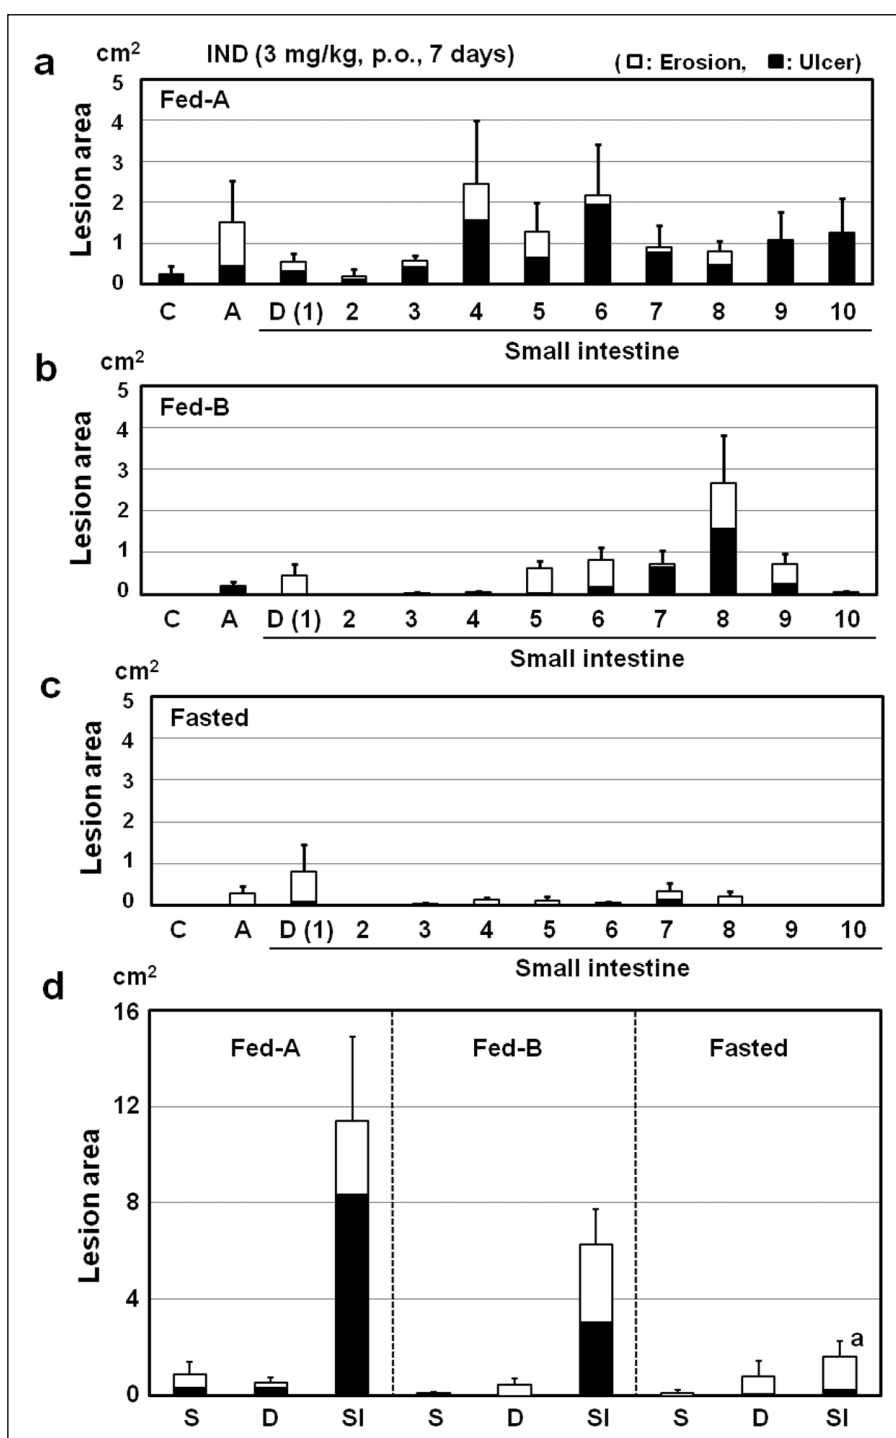 a
cm2
IND (3 mg/kg, p.o., 7 days)
(□: Erosion, ■: Ulcer)
Lesion area
5
4
3
2
1
0
Fed-A
C A D (1) 2 3 4 5 6 7 8 9 10
Small intestine
b
cm2
Lesion area
5
4
3
2
1
0
Fed-B
C A D (1) 2 3 4 5 6 7 8 9 10
Small intestine
c
cm2
Lesion area
5
4
3
2
1
0
Fasted
C A D (1) 2 3 4 5 6 7 8 9 10
Small intestine
d
cm2
Lesion area
16
12
8
4
0
Fed-A Fed-B Fasted
a
S D SI S D SI S D SI